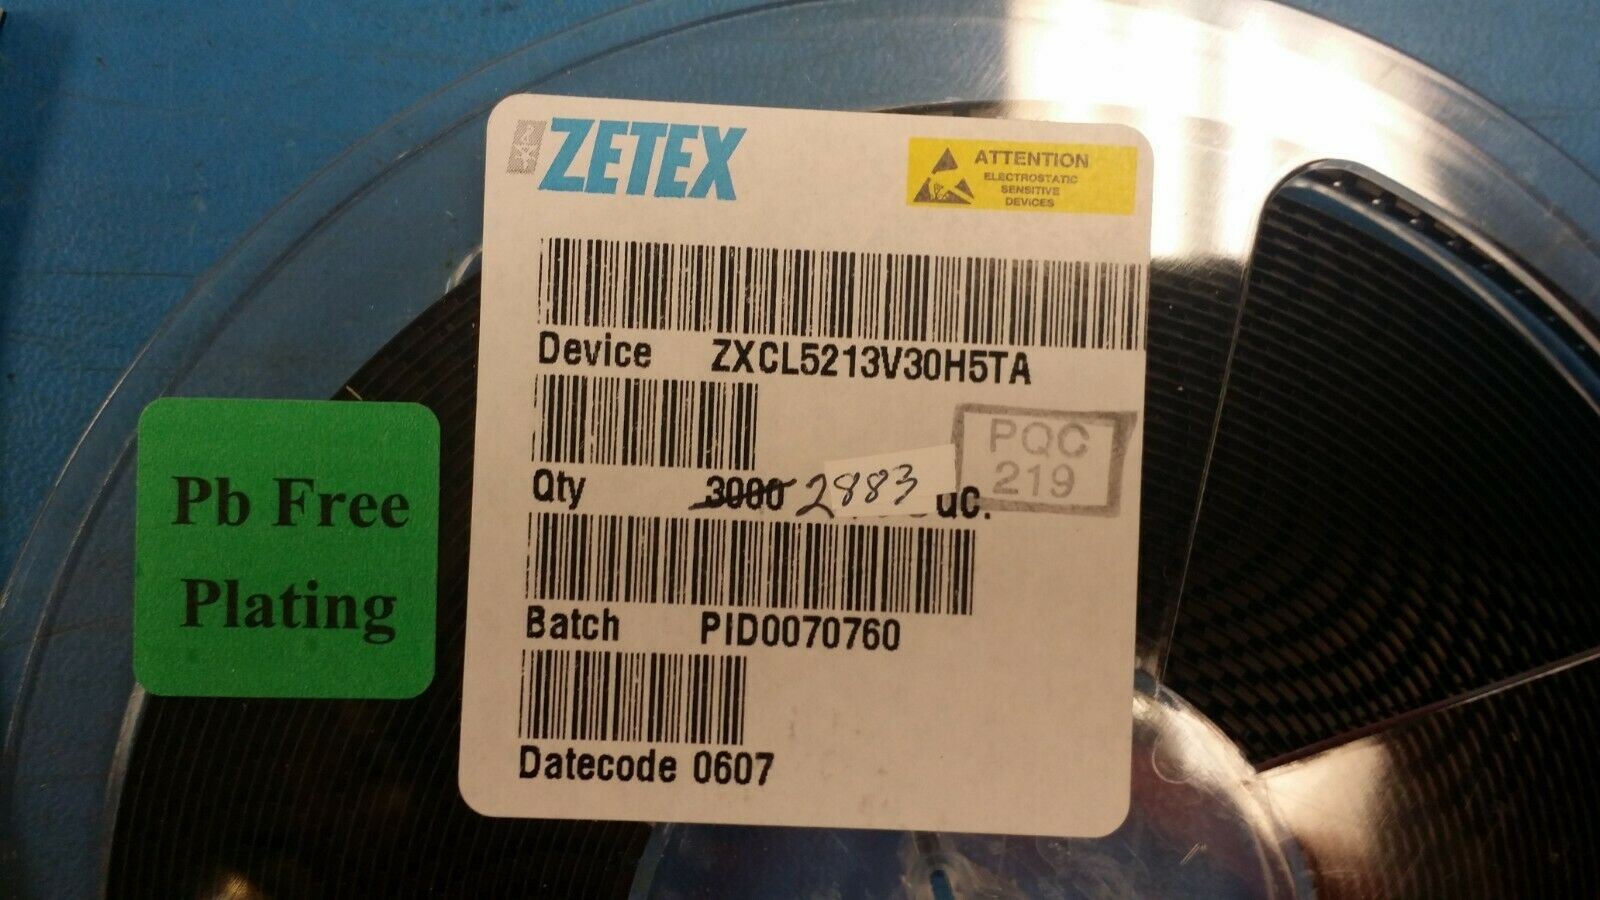 ZETEX
ATTENTION
ELECTROSTATIC
SENSITIVE
DEVICES
Device ZXCL5213V30H5TA
Qty 3000 2883 QC.
PQC
219
Batch PID0070760
Datecode 0607
Pb Free
Plating